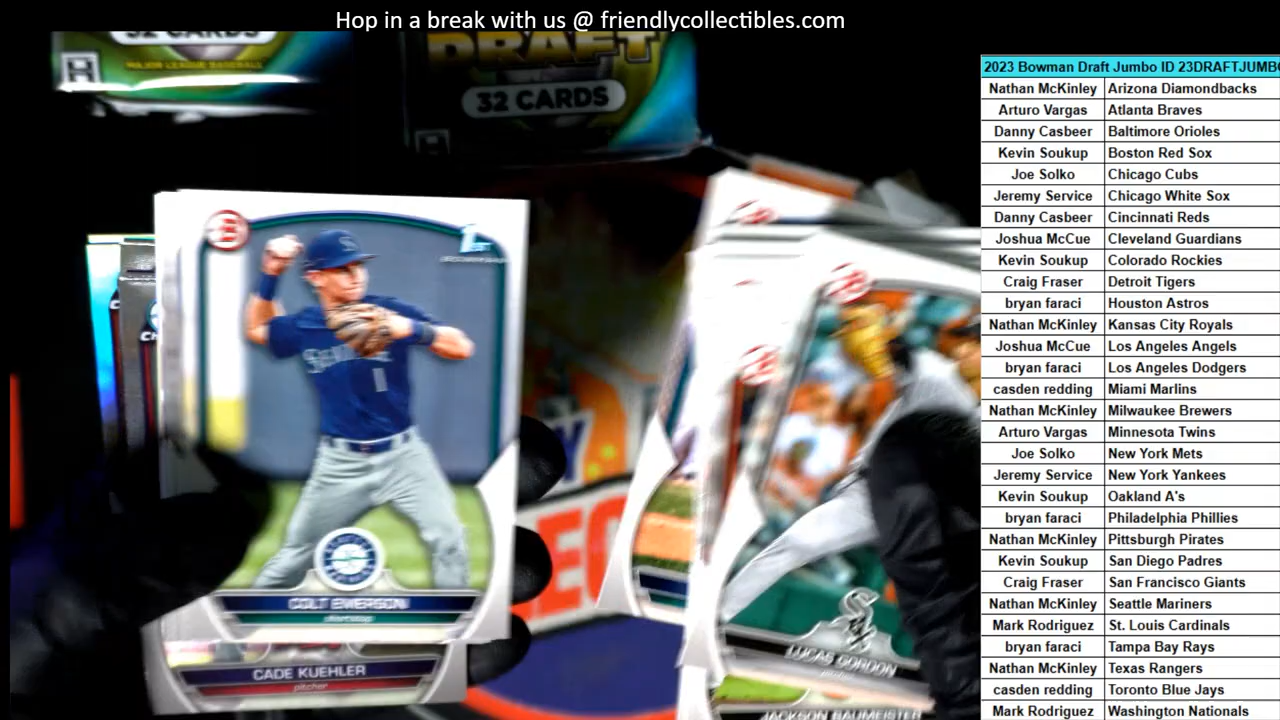 Hop in a break with us @ friendlycollectibles.com
32 CARDS
MAJOR LEAGUE BASEBALL
DRAFT
32 CARDS
1ST
COLT EMERSON
shortstop
CADE KUEHLER
pitcher
LUCAS GORDON
JACKSON BAUMEISTER
2023 Bowman Draft Jumbo ID 23DRAFTJUMBO
Nathan McKinley Arizona Diamondbacks
Arturo Vargas Atlanta Braves
Danny Casbeer Baltimore Orioles
Kevin Soukup Boston Red Sox
Joe Solko Chicago Cubs
Jeremy Service Chicago White Sox
Danny Casbeer Cincinnati Reds
Joshua McCue Cleveland Guardians
Kevin Soukup Colorado Rockies
Craig Fraser Detroit Tigers
bryan faraci Houston Astros
Nathan McKinley Kansas City Royals
Joshua McCue Los Angeles Angels
bryan faraci Los Angeles Dodgers
casden redding Miami Marlins
Nathan McKinley Milwaukee Brewers
Arturo Vargas Minnesota Twins
Joe Solko New York Mets
Jeremy Service New York Yankees
Kevin Soukup Oakland A's
bryan faraci Philadelphia Phillies
Nathan McKinley Pittsburgh Pirates
Kevin Soukup San Diego Padres
Craig Fraser San Francisco Giants
Nathan McKinley Seattle Mariners
Mark Rodriguez St. Louis Cardinals
bryan faraci Tampa Bay Rays
Nathan McKinley Texas Rangers
casden redding Toronto Blue Jays
Mark Rodriguez Washington Nationals